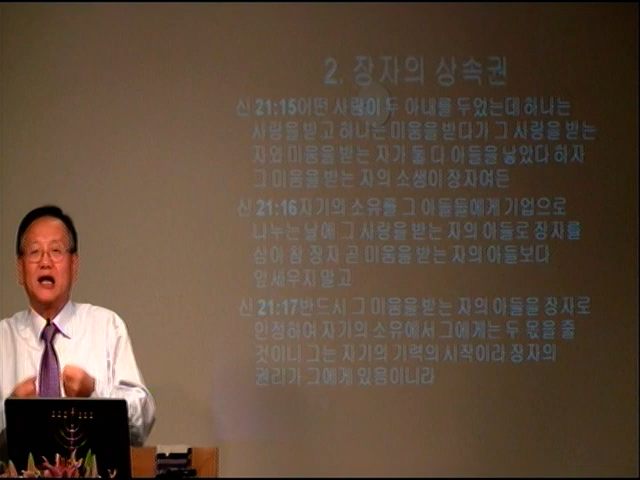 2. 장자의 상속권
신 21:15어떤 사람이 두 아내를 두었는데 하나는
사랑을 받고 하나는 미움을 받다가 그 사랑을 받는
자와 미움을 받는 자가 둘 다 아들을 낳았다 하자
그 미움을 받는 자의 소생이 장자여든
신 21:16자기의 소유를 그 아들들에게 기업으로
나누는 날에 그 사랑을 받는 자의 아들로 장자를
삼아 참 장자 곧 미움을 받는 자의 아들보다
앞세우지 말고
신 21:17반드시 그 미움을 받는 자의 아들을 장자로
인정하여 자기의 소유에서 그에게는 두 몫을 줄
것이니 그는 자기의 기력의 시작이라 장자의
권리가 그에게 있음이니라